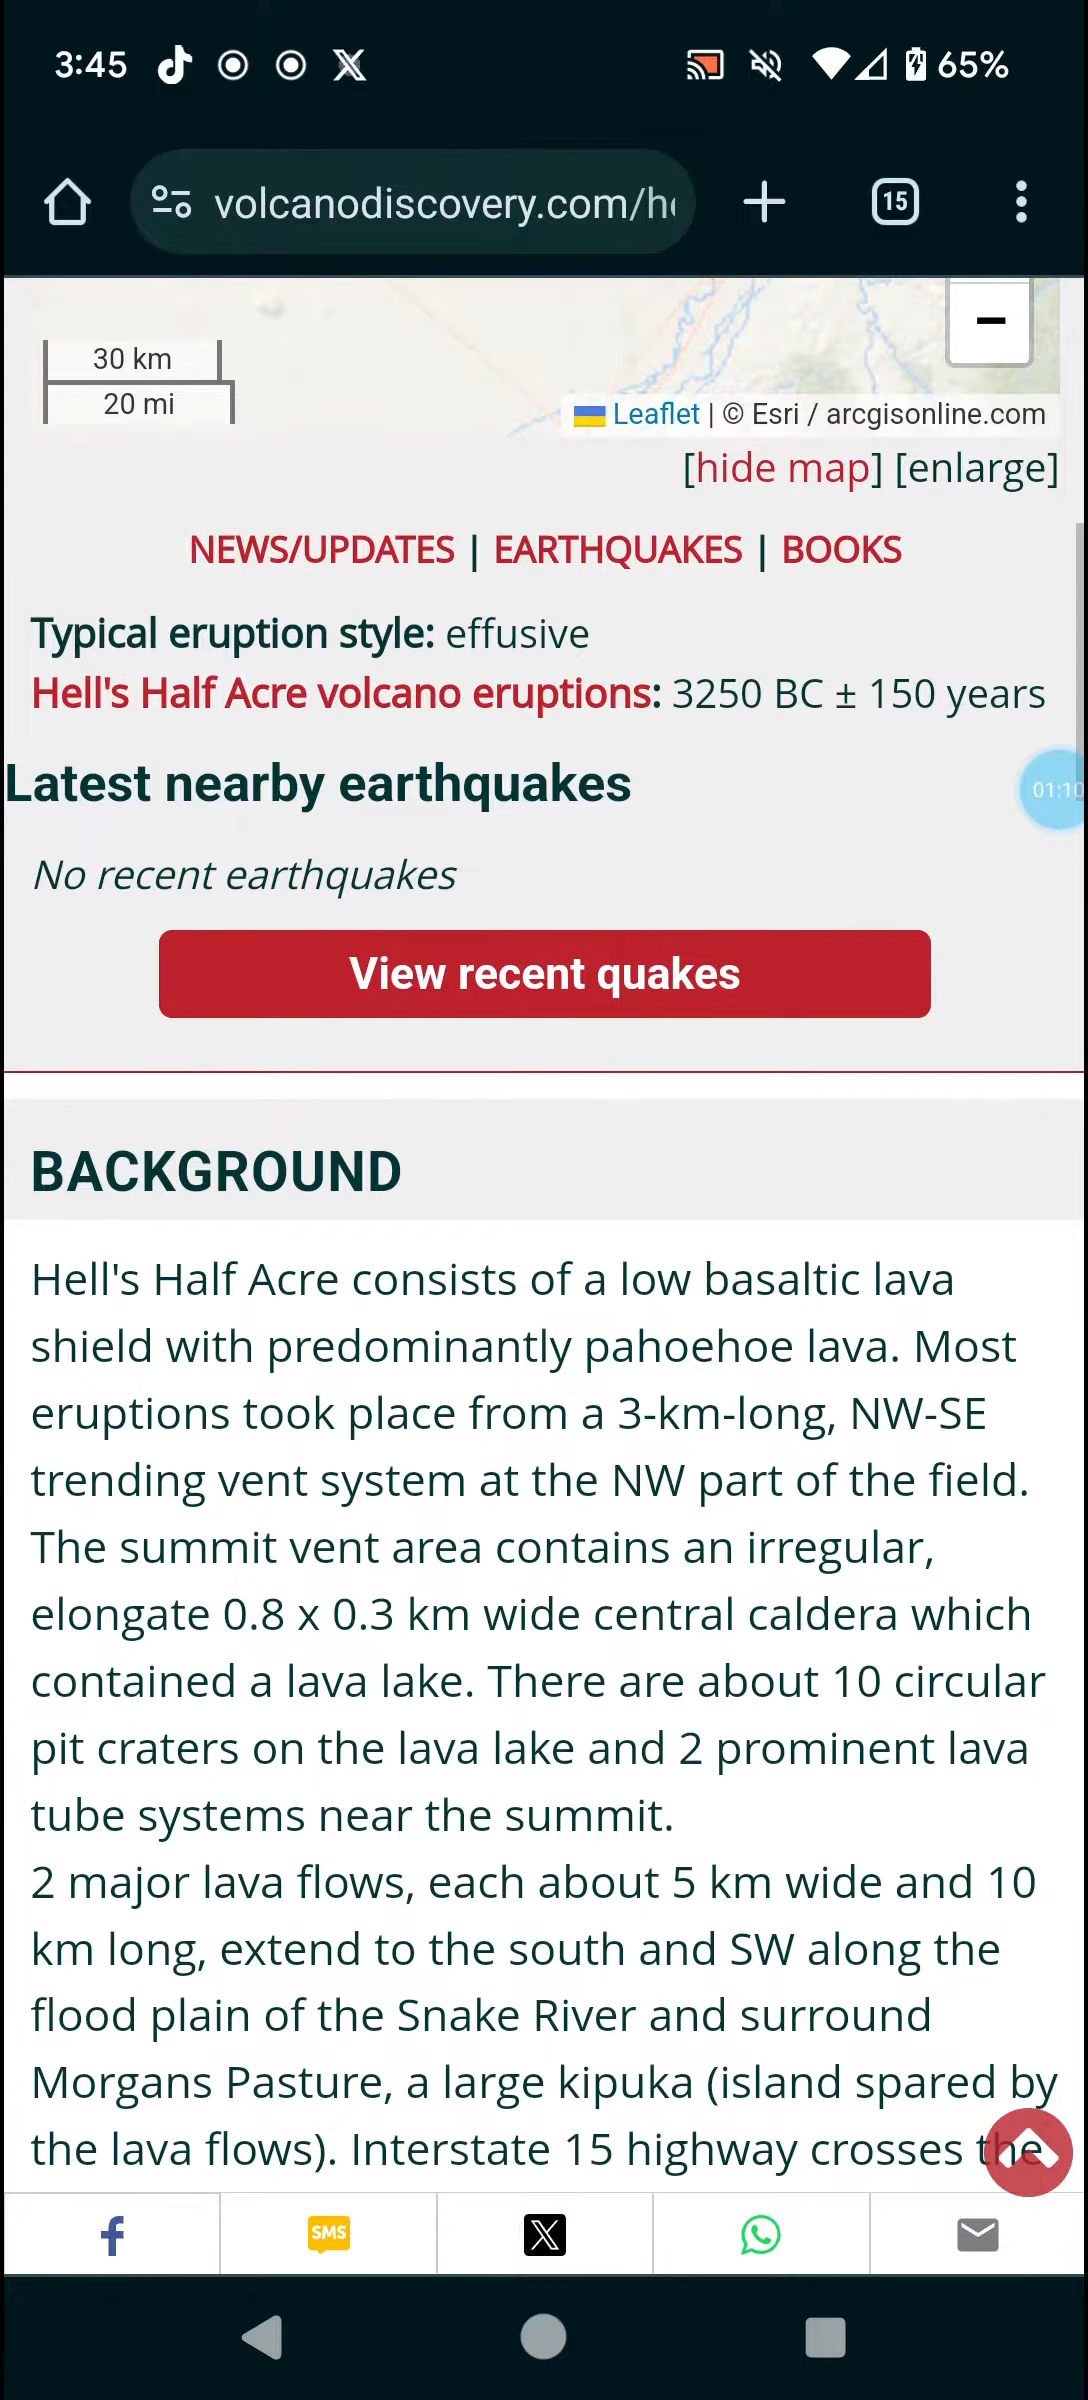 3:45 65%
volcanodiscovery.com/h 15
30 km
20 mi
Leaflet | © Esri / arcgisonline.com
[hide map] [enlarge]
NEWS/UPDATES | EARTHQUAKES | BOOKS
Typical eruption style: effusive
Hell's Half Acre volcano eruptions: 3250 BC ± 150 years
Latest nearby earthquakes
01:10
No recent earthquakes
View recent quakes
BACKGROUND
Hell's Half Acre consists of a low basaltic lava
shield with predominantly pahoehoe lava. Most
eruptions took place from a 3-km-long, NW-SE
trending vent system at the NW part of the field.
The summit vent area contains an irregular,
elongate 0.8 x 0.3 km wide central caldera which
contained a lava lake. There are about 10 circular
pit craters on the lava lake and 2 prominent lava
tube systems near the summit.
2 major lava flows, each about 5 km wide and 10
km long, extend to the south and SW along the
flood plain of the Snake River and surround
Morgans Pasture, a large kipuka (island spared by
the lava flows). Interstate 15 highway crosses the
SMS